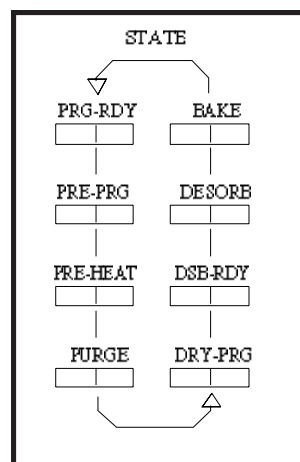 STATE
PRG-RDY BAKE
PRE-PRG DESORB
PRE-HEAT DSB-RDY
PURGE DRY-PRG